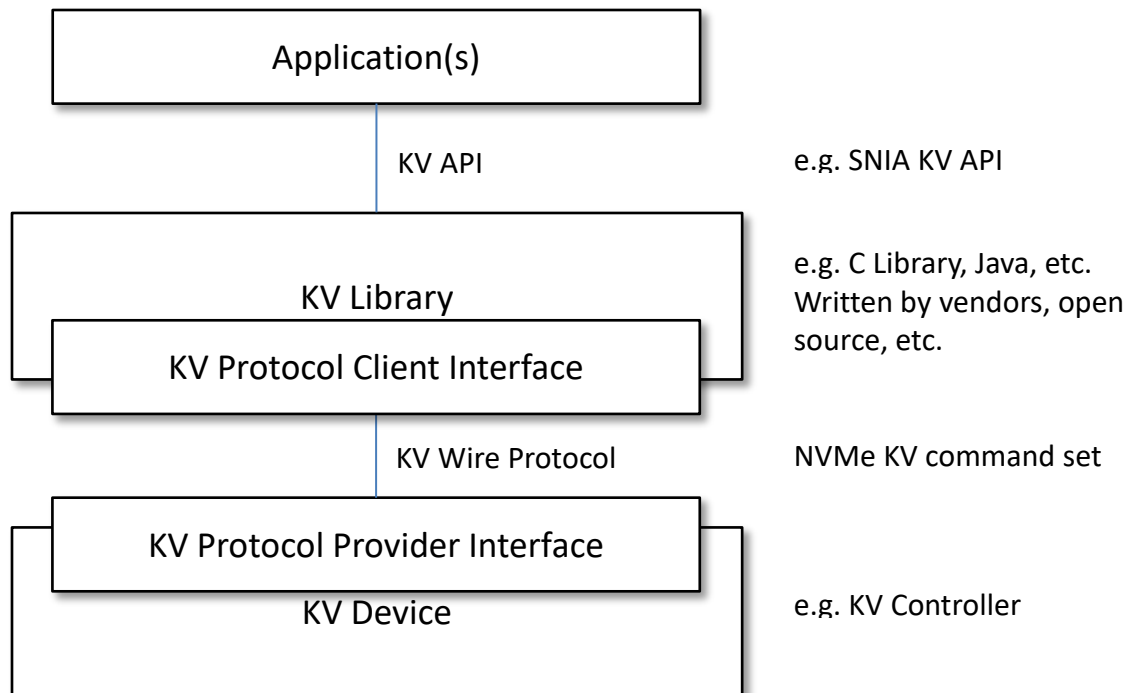 Application(s)
KV API
e.g. SNIA KV API
KV Library
e.g. C Library, Java, etc.
Written by vendors, open
source, etc.
KV Protocol Client Interface
KV Wire Protocol
NVMe KV command set
KV Protocol Provider Interface
KV Device
e.g. KV Controller